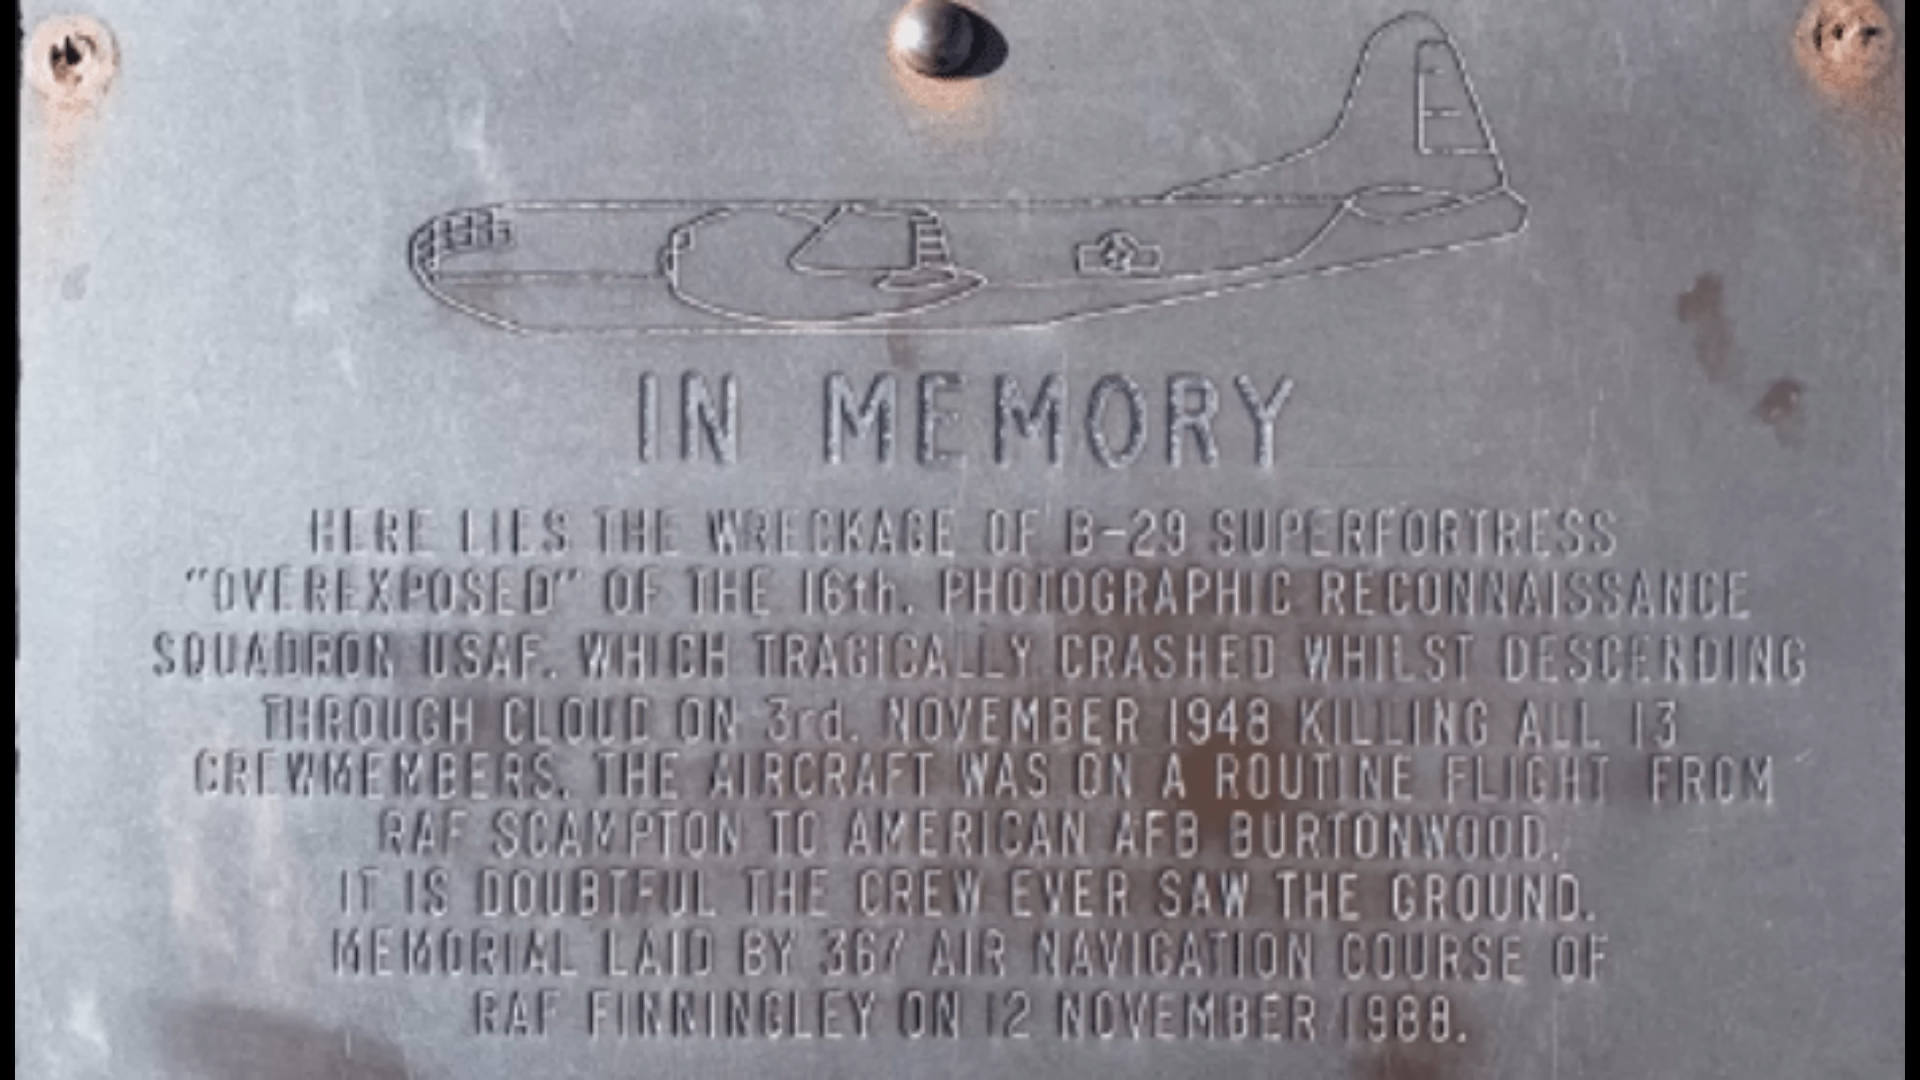 IN MEMORY
HERE LIES THE WRECKAGE OF B-29 SUPERFORTRESS
"OVEREXPOSED" OF THE 16th. PHOTOGRAPHIC RECONNAISSANCE
SQUADRON USAF. WHICH TRAGICALLY CRASHED WHILST DESCENDING
THROUGH CLOUD ON 3rd. NOVEMBER 1948 KILLING ALL 13
CREWMEMBERS. THE AIRCRAFT WAS ON A ROUTINE FLIGHT FROM
RAF SCAMPTON TO AMERICAN AFB BURTONWOOD.
IT IS DOUBTFUL THE CREW EVER SAW THE GROUND.
MEMORIAL LAID BY 367 AIR NAVIGATION COURSE OF
RAF FINNINGLEY ON 12 NOVEMBER 1988.